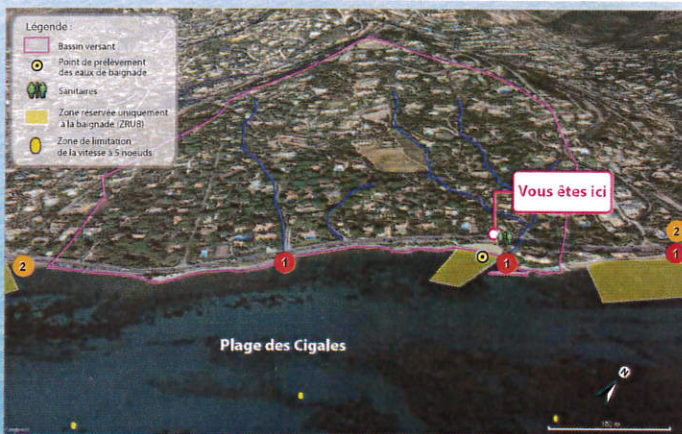 Légende :
Bassin versant
Point de prélèvement
des eaux de baignade
Sanitaires
Zone réservée uniquement
à la baignade (ZRUB)
Zone de limitation
de la vitesse à 5 noeuds
Vous êtes ici
2
1
1
2
1
Plage des Cigales
N